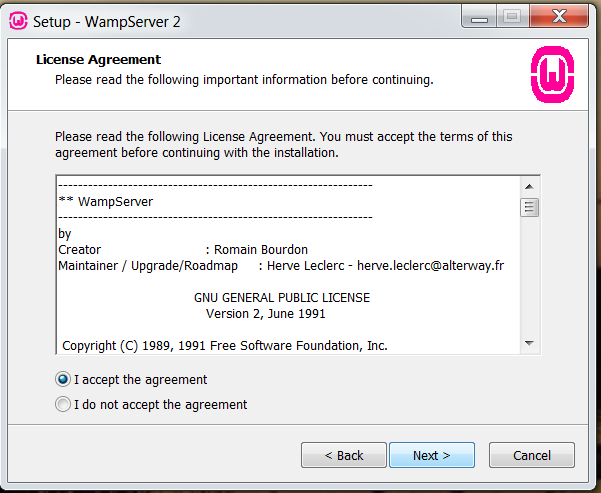 Setup - WampServer 2
License Agreement
Please read the following important information before continuing.
Please read the following License Agreement. You must accept the terms of this
agreement before continuing with the installation.
---------------------------------------------------------------
** WampServer
---------------------------------------------------------------
by
Creator : Romain Bourdon
Maintainer / Upgrade/Roadmap : Herve Leclerc - herve.leclerc@alterway.fr
GNU GENERAL PUBLIC LICENSE
Version 2, June 1991
Copyright (C) 1989, 1991 Free Software Foundation, Inc.
I accept the agreement
I do not accept the agreement
< Back Next > Cancel